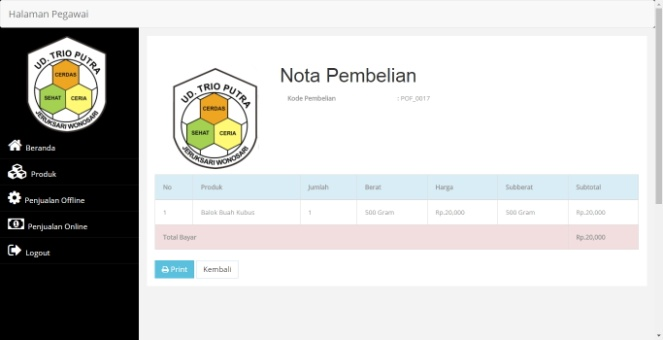 Halaman Pegawai
UD. TRIO PUTRA
CERDAS
SEHAT CERIA
JERUKSARI WONOSARI
Beranda
Produk
Penjualan Offline
Penjualan Online
Logout
UD. TRIO PUTRA
CERDAS
SEHAT CERIA
JERUKSARI WONOSARI
Nota Pembelian
Kode Pembelian : POF_0017
No Produk Jumlah Berat Harga Subberat Subtotal
1 Balok Buah Kubus 1 500 Gram Rp.20,000 500 Gram Rp.20,000
Total Bayar Rp.20,000
Print Kembali